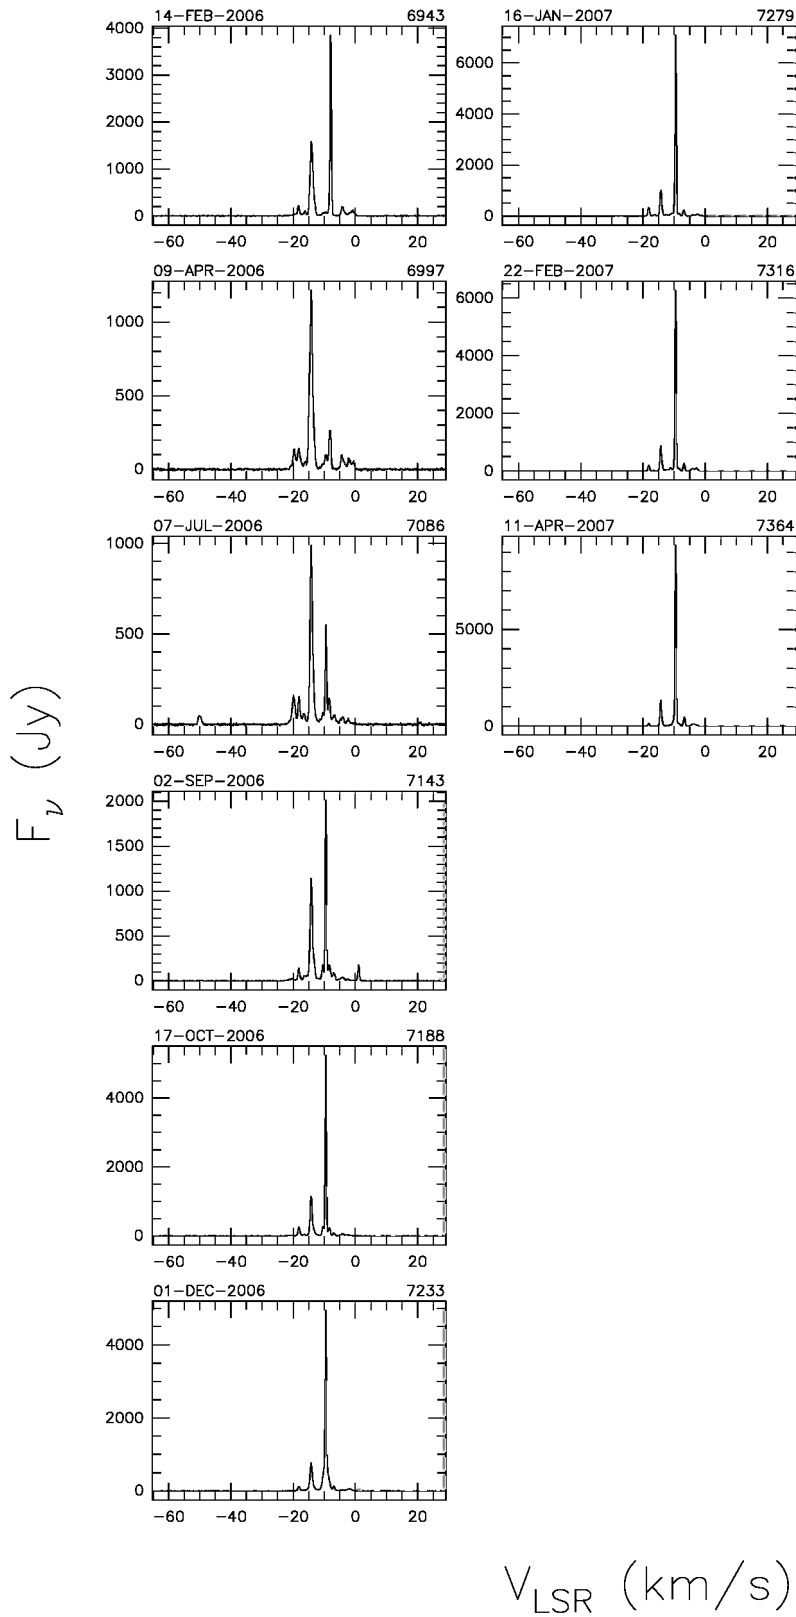 14-FEB-2006 6943
4000
3000
2000
1000
0
-60 -40 -20 0 20
09-APR-2006 6997
1000
500
0
-60 -40 -20 0 20
07-JUL-2006 7086
1000
500
0
-60 -40 -20 0 20
02-SEP-2006 7143
2000
1500
1000
500
0
-60 -40 -20 0 20
17-OCT-2006 7188
4000
2000
0
-60 -40 -20 0 20
01-DEC-2006 7233
4000
2000
0
-60 -40 -20 0 20
16-JAN-2007 7279
6000
4000
2000
0
-60 -40 -20 0 20
22-FEB-2007 7316
6000
4000
2000
0
-60 -40 -20 0 20
11-APR-2007 7364
5000
0
-60 -40 -20 0 20
Fν (Jy)
VLSR (km/s)